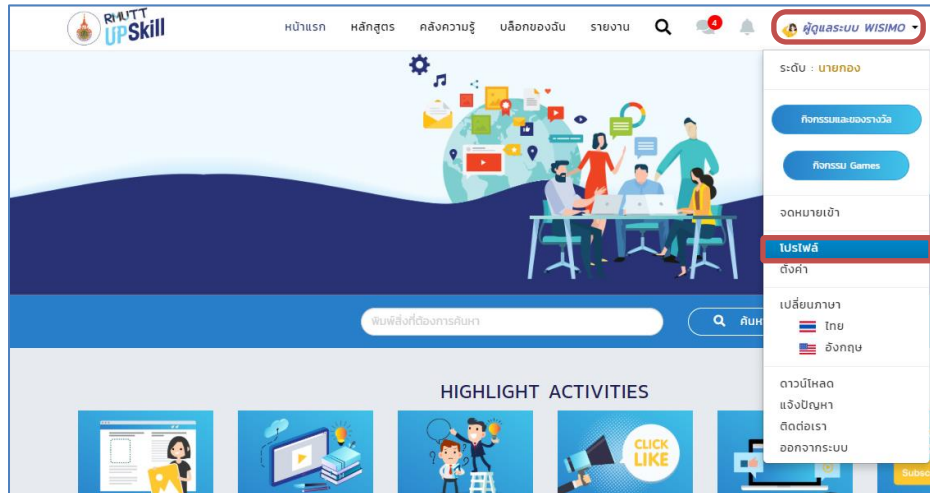 RMUTT
UPSkill
หน้าแรก หลักสูตร คลังความรู้ บล็อกของฉัน รายงาน
2
ผู้ดูแลระบบ WISIMO
ระดับ : นายกอง
กิจกรรมและของรางวัล
กิจกรรม Games
จดหมายเข้า
โปรไฟล์
ตั้งค่า
เปลี่ยนภาษา
ไทย
อังกฤษ
ดาวน์โหลด
แจ้งปัญหา
ติดต่อเรา
ออกจากระบบ
พิมพ์สิ่งที่ต้องการค้นหา
HIGHLIGHT ACTIVITIES
CLICK
LIKE